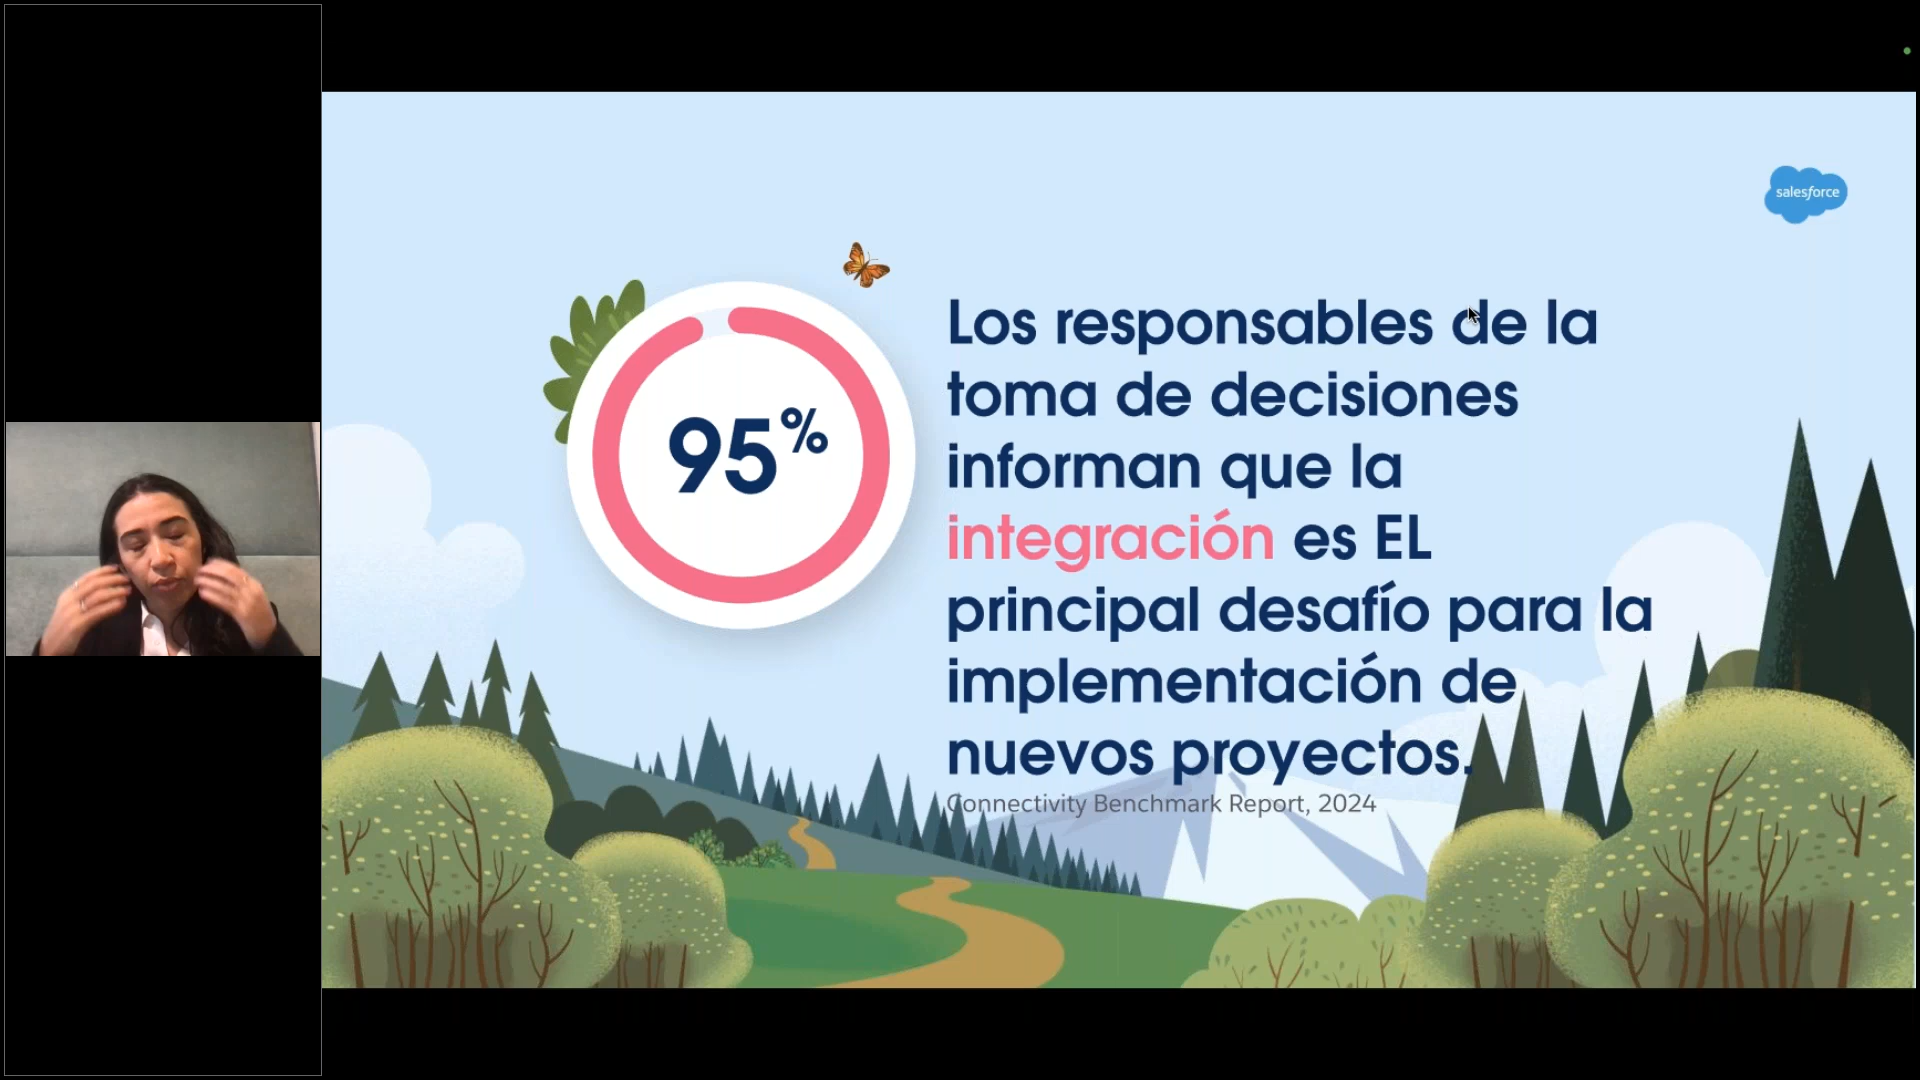 salesforce
95%
Los responsables de la
toma de decisiones
informan que la
integración es EL
principal desafío para la
implementación de
nuevos proyectos.
Connectivity Benchmark Report, 2024